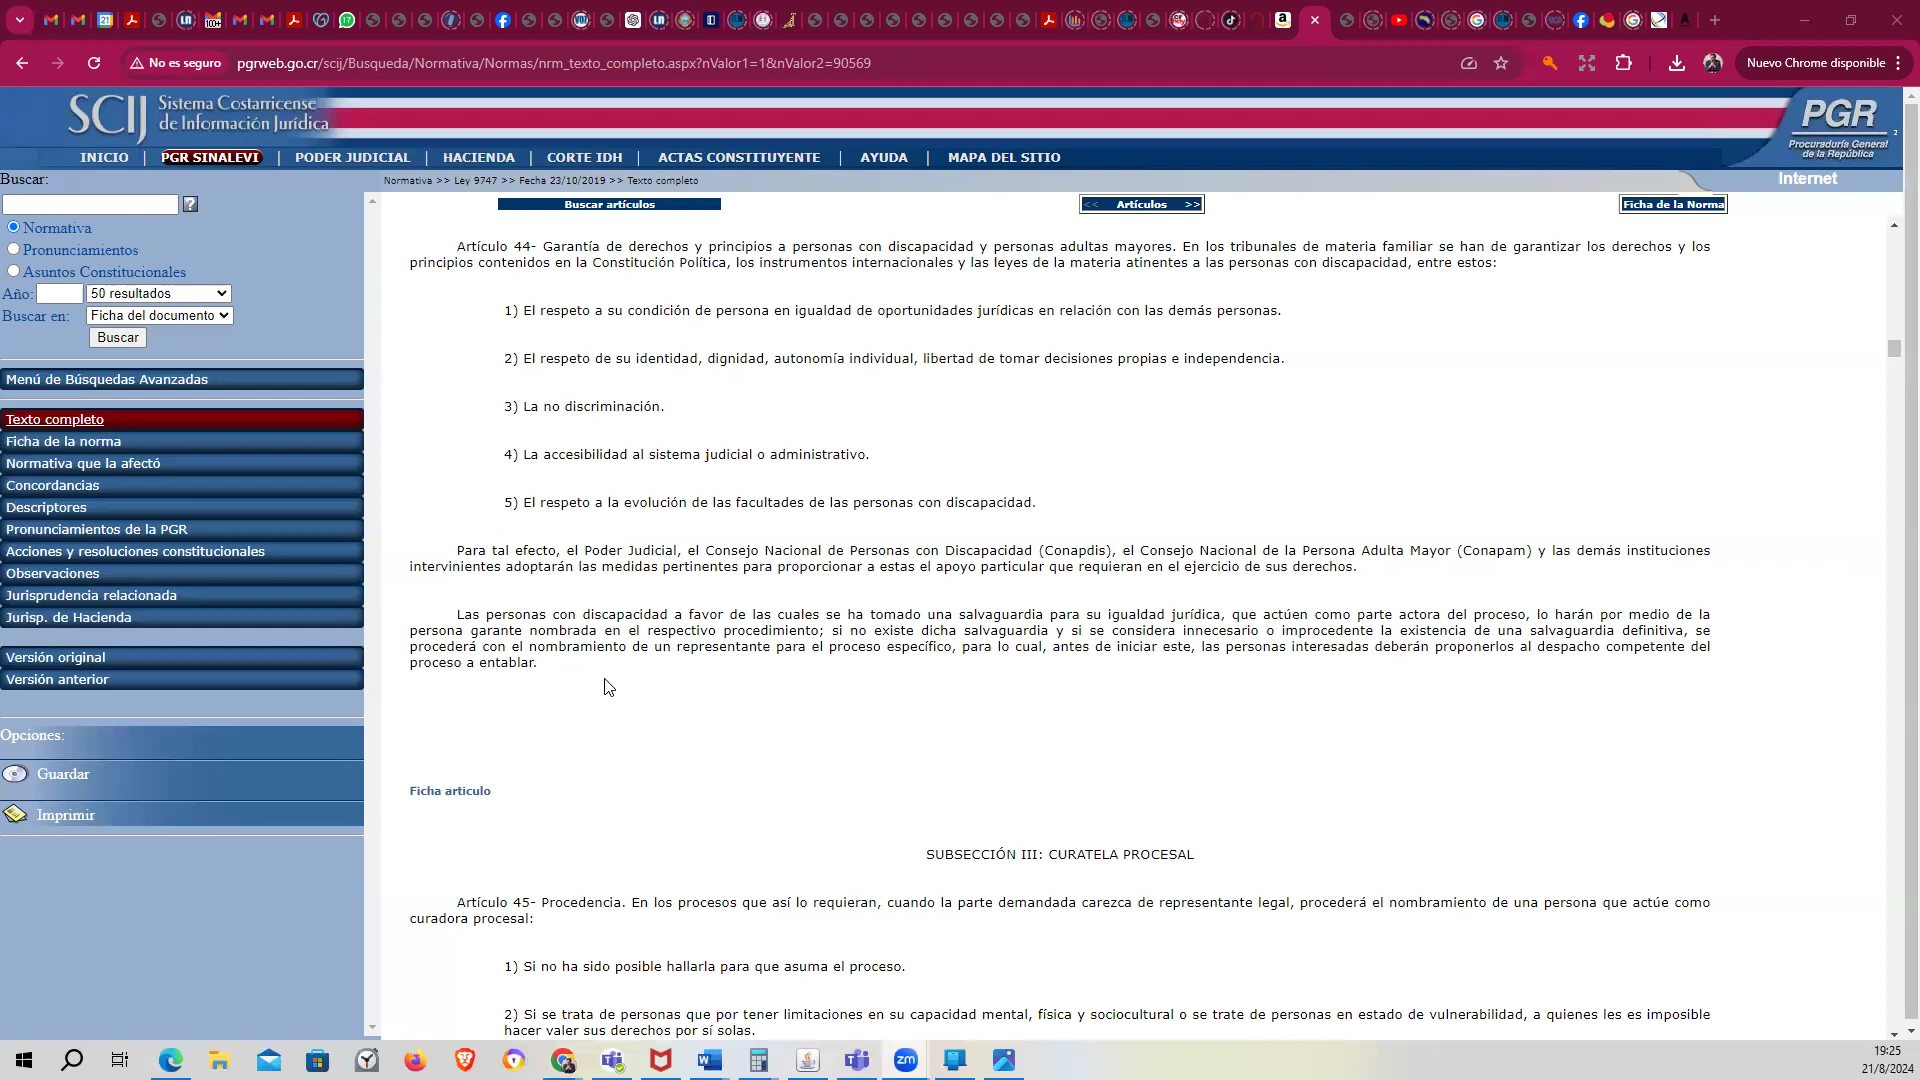 No es seguro
pgrweb.go.cr/scij/Busqueda/Normativa/Normas/nrm_texto_completo.aspx?nValor1=1&nValor2=90569
Nuevo Chrome disponible
SCIJ
Sistema Costarricense
de Información Jurídica
PGR
Procuraduría General
de la República
INICIO | PGR SINALEVI | PODER JUDICIAL | HACIENDA | CORTE IDH | ACTAS CONSTITUYENTE | AYUDA | MAPA DEL SITIO
Internet
Buscar:
Normativa
Pronunciamientos
Asuntos Constitucionales
Año: 50 resultados
Buscar en: Ficha del documento
Buscar
Menú de Búsquedas Avanzadas
Texto completo
Ficha de la norma
Normativa que la afectó
Concordancias
Descriptores
Pronunciamientos de la PGR
Acciones y resoluciones constitucionales
Observaciones
Jurisprudencia relacionada
Jurisp. de Hacienda
Versión original
Versión anterior
Opciones:
Guardar
Imprimir
Normativa >> Ley 9747 >> Fecha 23/10/2019 >> Texto completo
Buscar artículos
<< Artículos >>
Ficha de la Norma
Artículo 44- Garantía de derechos y principios a personas con discapacidad y personas adultas mayores. En los tribunales de materia familiar se han de garantizar los derechos y los
principios contenidos en la Constitución Política, los instrumentos internacionales y las leyes de la materia atinentes a las personas con discapacidad, entre estos:
1) El respeto a su condición de persona en igualdad de oportunidades jurídicas en relación con las demás personas.
2) El respeto de su identidad, dignidad, autonomía individual, libertad de tomar decisiones propias e independencia.
3) La no discriminación.
4) La accesibilidad al sistema judicial o administrativo.
5) El respeto a la evolución de las facultades de las personas con discapacidad.
Para tal efecto, el Poder Judicial, el Consejo Nacional de Personas con Discapacidad (Conapdis), el Consejo Nacional de la Persona Adulta Mayor (Conapam) y las demás instituciones
intervinientes adoptarán las medidas pertinentes para proporcionar a estas el apoyo particular que requieran en el ejercicio de sus derechos.
Las personas con discapacidad a favor de las cuales se ha tomado una salvaguardia para su igualdad jurídica, que actúen como parte actora del proceso, lo harán por medio de la
persona garante nombrada en el respectivo procedimiento; si no existe dicha salvaguardia y si se considera innecesario o improcedente la existencia de una salvaguardia definitiva, se
procederá con el nombramiento de un representante para el proceso específico, para lo cual, antes de iniciar este, las personas interesadas deberán proponerlos al despacho competente del
proceso a entablar.
Ficha articulo
SUBSECCIÓN III: CURATELA PROCESAL
Artículo 45- Procedencia. En los procesos que así lo requieran, cuando la parte demandada carezca de representante legal, procederá el nombramiento de una persona que actúe como
curadora procesal:
1) Si no ha sido posible hallarla para que asuma el proceso.
2) Si se trata de personas que por tener limitaciones en su capacidad mental, física y sociocultural o se trate de personas en estado de vulnerabilidad, a quienes les es imposible
hacer valer sus derechos por sí solas.
zm
19:25
21/8/2024